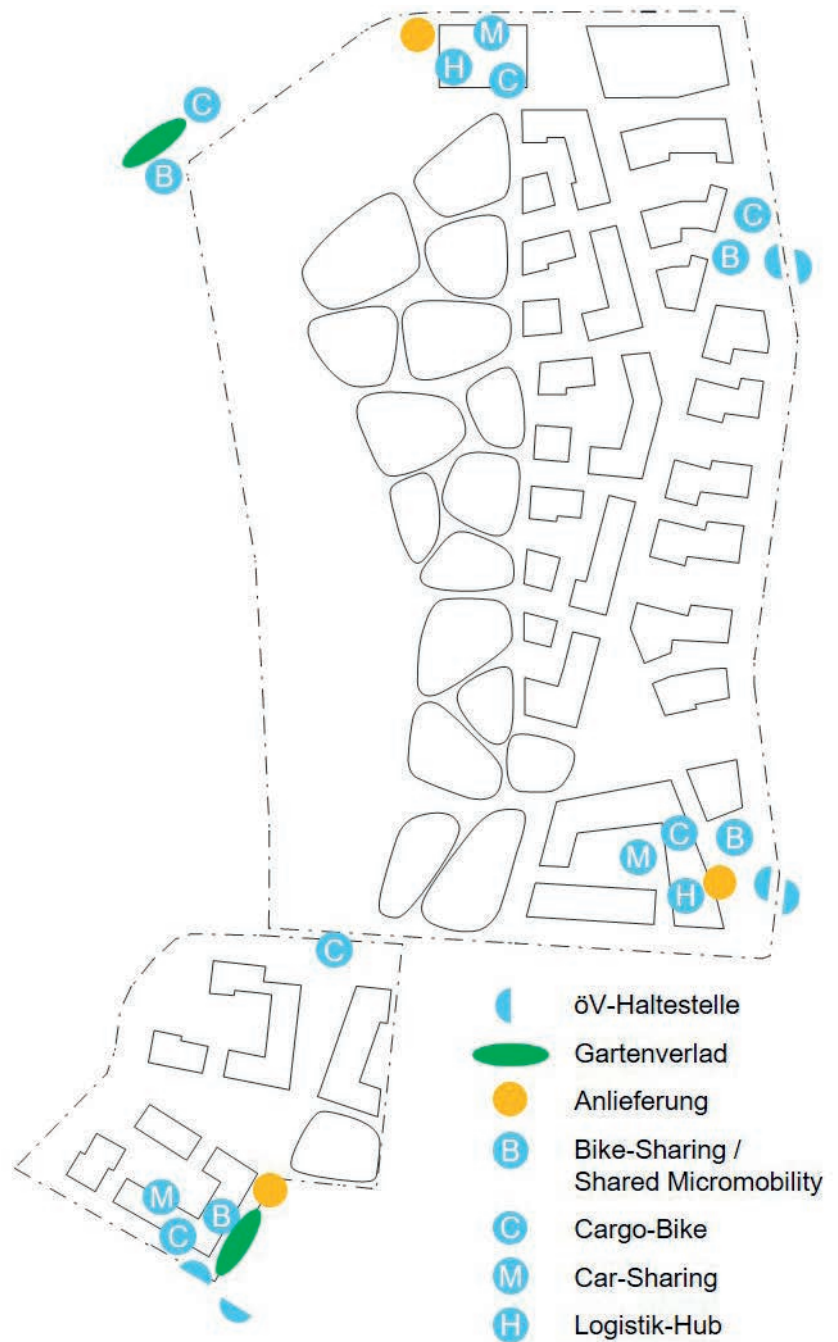 M
H
C
C
B
C
B
C
B
M
H
C
M
B
C
öV-Haltestelle
Gartenverlad
Anlieferung
B
Bike-Sharing /
Shared Micromobility
C
Cargo-Bike
M
Car-Sharing
H
Logistik-Hub